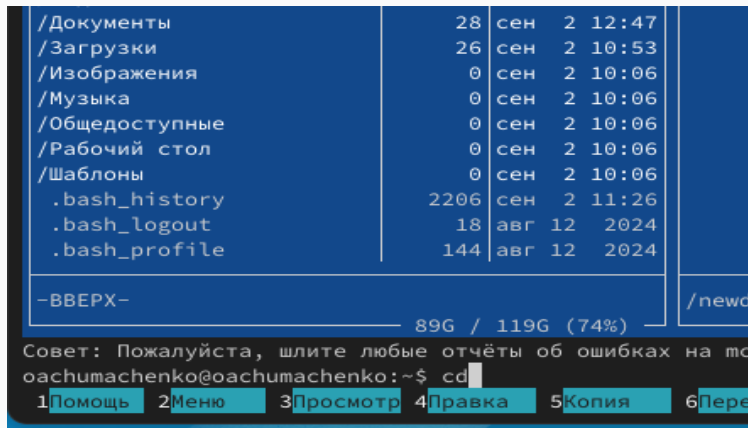 /Документы 28 сен 2 12:47
/Загрузки 26 сен 2 10:53
/Изображения 0 сен 2 10:06
/Музыка 0 сен 2 10:06
/Общедоступные 0 сен 2 10:06
/Рабочий стол 0 сен 2 10:06
/Шаблоны 0 сен 2 10:06
.bash_history 2206 сен 2 11:26
.bash_logout 18 авг 12 2024
.bash_profile 144 авг 12 2024
-ВВЕРХ- /newd
89G / 119G (74%)
Совет: Пожалуйста, шлите любые отчёты об ошибках на mc
oachumachenko@oachumachenko:~$ cd
1Помощь 2Меню 3Просмотр 4Правка 5Копия 6Пере